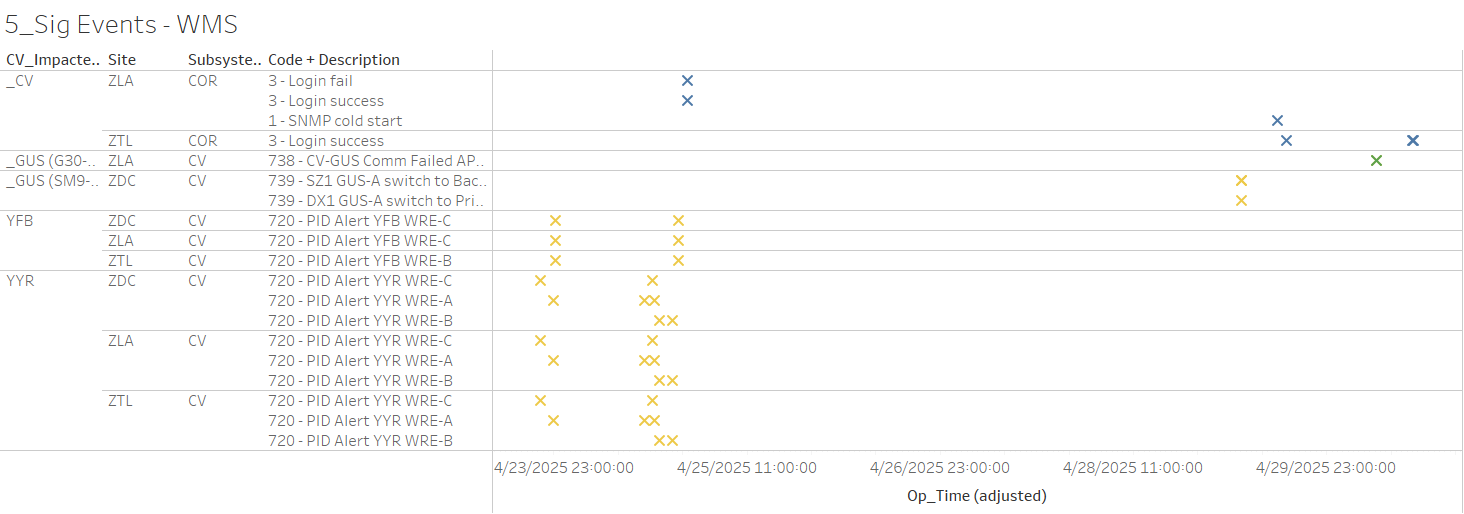 5_Sig Events - WMS
CV_Impacte.. Site Subsyste.. Code + Description
_CV ZLA COR 3 - Login fail
3 - Login success
1 - SNMP cold start
ZTL COR 3 - Login success
_GUS (G30-.. ZLA CV 738 - CV-GUS Comm Failed AP..
_GUS (SM9-.. ZDC CV 739 - SZ1 GUS-A switch to Bac..
739 - DX1 GUS-A switch to Pri..
YFB ZDC CV 720 - PID Alert YFB WRE-C
ZLA CV 720 - PID Alert YFB WRE-C
ZTL CV 720 - PID Alert YFB WRE-B
YYR ZDC CV 720 - PID Alert YYR WRE-C
720 - PID Alert YYR WRE-A
720 - PID Alert YYR WRE-B
ZLA CV 720 - PID Alert YYR WRE-C
720 - PID Alert YYR WRE-A
720 - PID Alert YYR WRE-B
ZTL CV 720 - PID Alert YYR WRE-C
720 - PID Alert YYR WRE-A
720 - PID Alert YYR WRE-B
4/23/2025 23:00:00 4/25/2025 11:00:00 4/26/2025 23:00:00 4/28/2025 11:00:00 4/29/2025 23:00:00
Op_Time (adjusted)